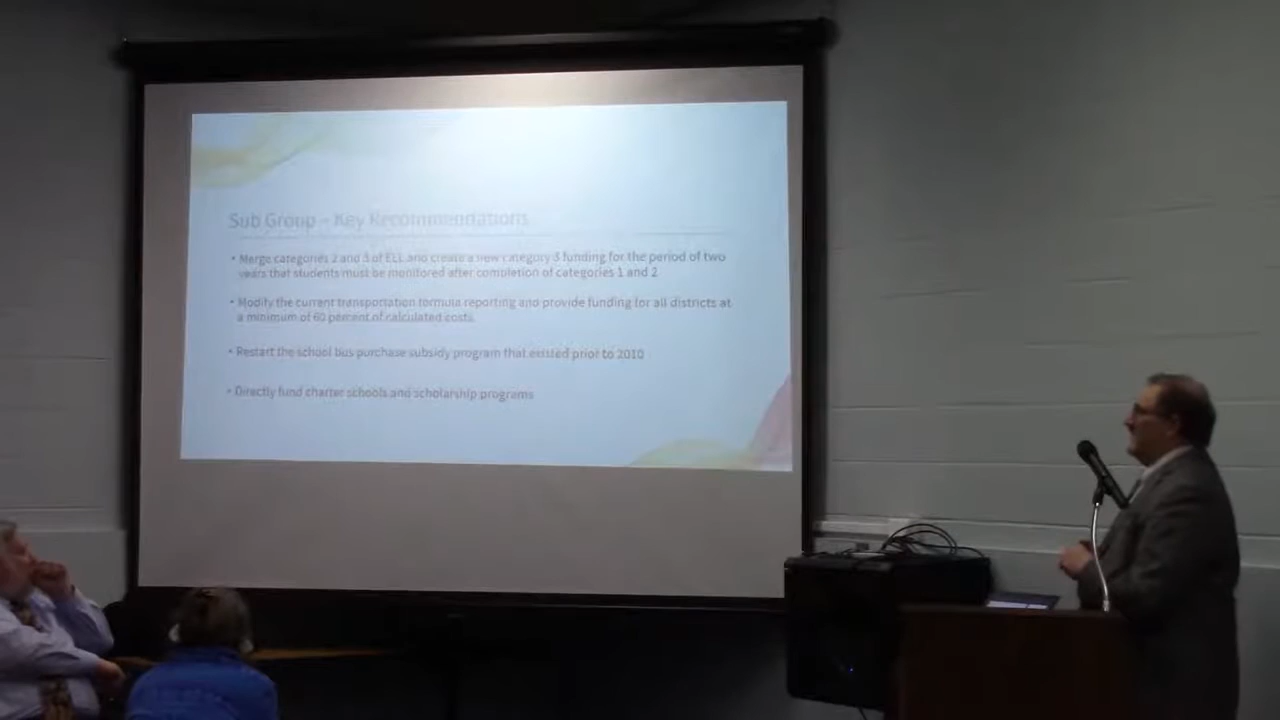 Sub Group – Key Recommendations
• Merge categories 2 and 3 of ELL and create a new category 3 funding for the period of two
years that students must be monitored after completion of categories 1 and 2
• Modify the current transportation formula reporting and provide funding for all districts at
a minimum of 60 percent of calculated costs
• Restart the school bus purchase subsidy program that existed prior to 2010
• Directly fund charter schools and scholarship programs